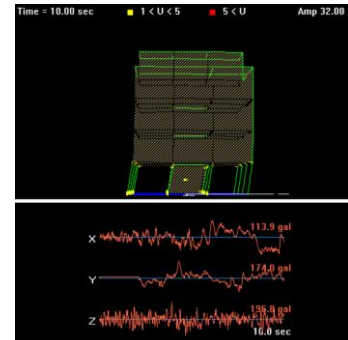 Time = 10.00 sec 1 < U < 5 5 < U Amp 32.00
X 113.9 gal
Y 174.0 gal
Z 196.8 gal
10.0 sec